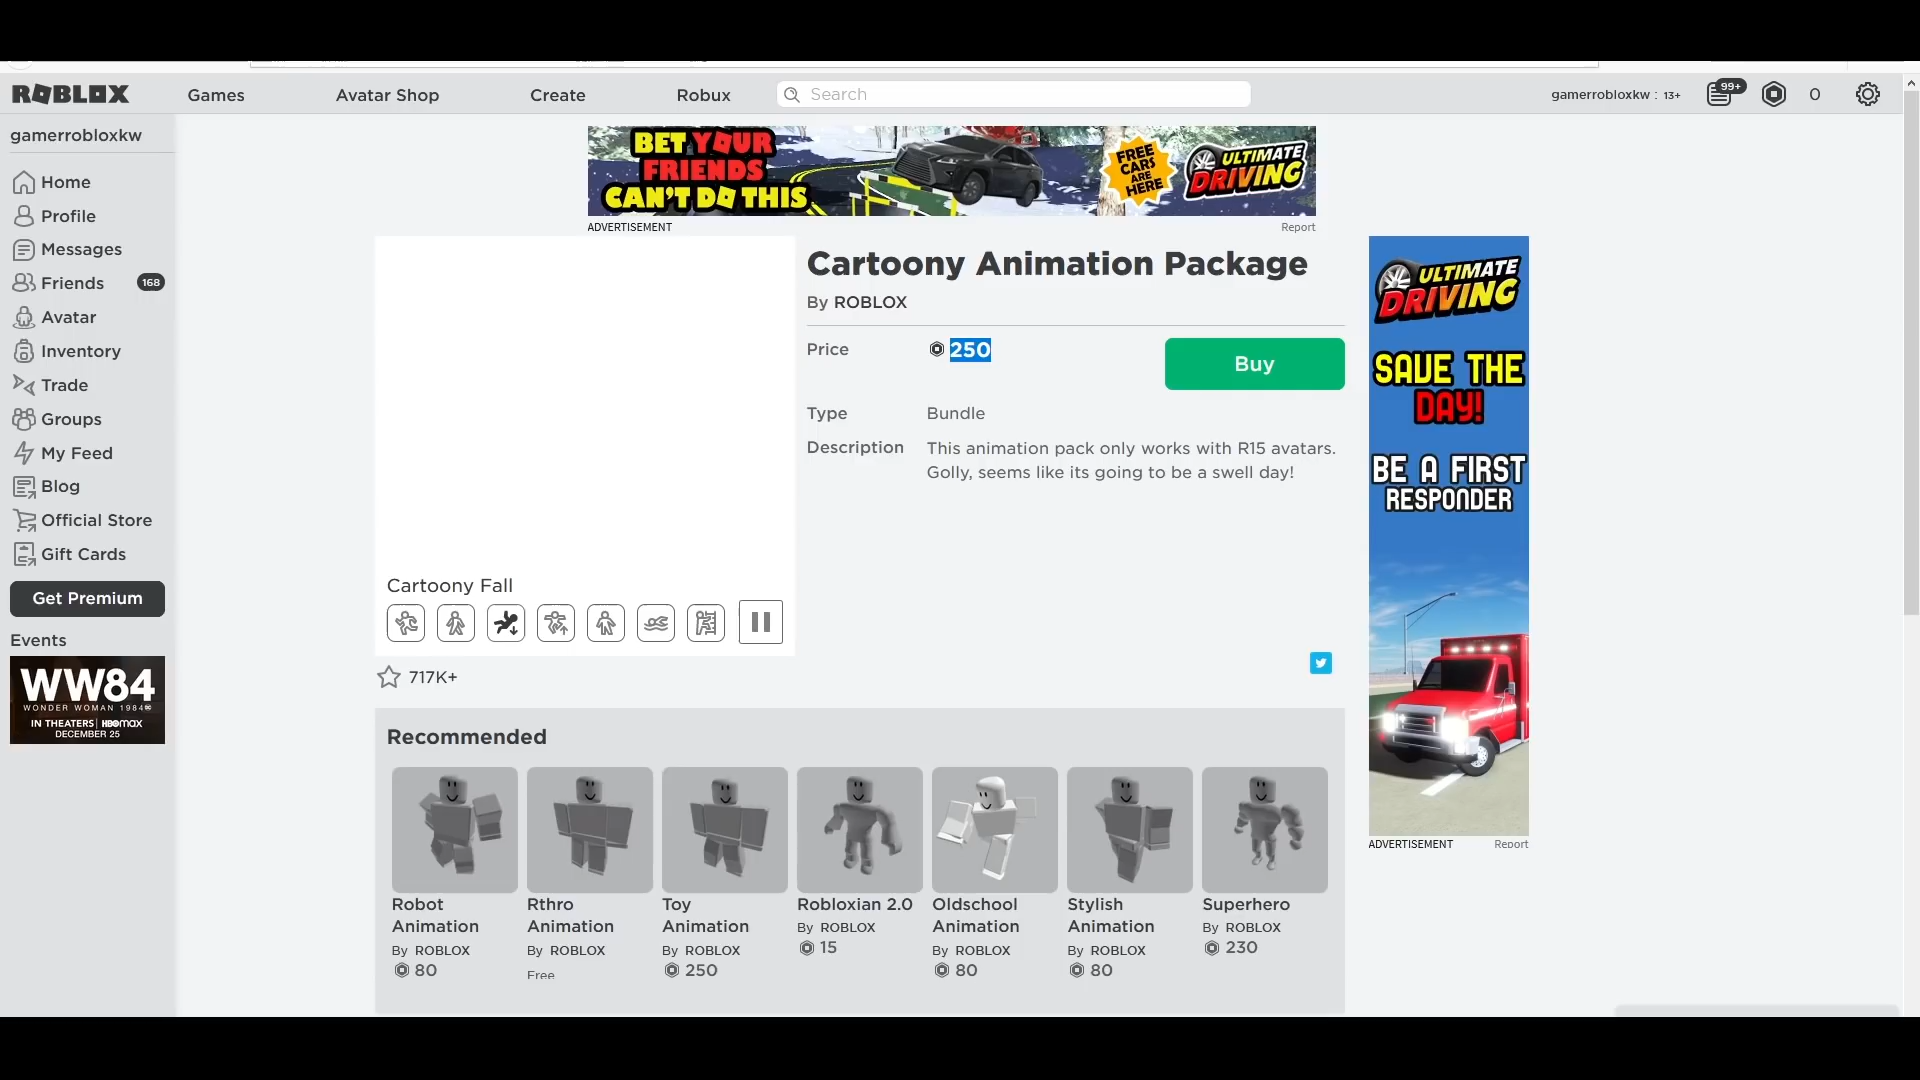 ROBLOX
Games
Avatar Shop
Create
Robux
Search
gamerrobloxkw : 13+
99+
0
gamerrobloxkw
Home
Profile
Messages
Friends 168
Avatar
Inventory
Trade
Groups
My Feed
Blog
Official Store
Gift Cards
Get Premium
Events
WW84
WONDER WOMAN 1984
IN THEATERS | HBOMAX
DECEMBER 25
BET YOUR
FRIENDS
CAN'T DO THIS
FREE
CARS
ARE
HERE
ULTIMATE
DRIVING
ADVERTISEMENT
Report
Cartoony Animation Package
By ROBLOX
Price
250
Buy
Type
Bundle
Description
This animation pack only works with R15 avatars.
Golly, seems like its going to be a swell day!
Cartoony Fall
717K+
ULTIMATE
DRIVING
SAVE THE
DAY!
BE A FIRST
RESPONDER
ADVERTISEMENT
Report
Recommended
Robot
Animation
By ROBLOX
80
Rthro
Animation
By ROBLOX
Free
Toy
Animation
By ROBLOX
250
Robloxian 2.0
By ROBLOX
15
Oldschool
Animation
By ROBLOX
80
Stylish
Animation
By ROBLOX
80
Superhero
By ROBLOX
230